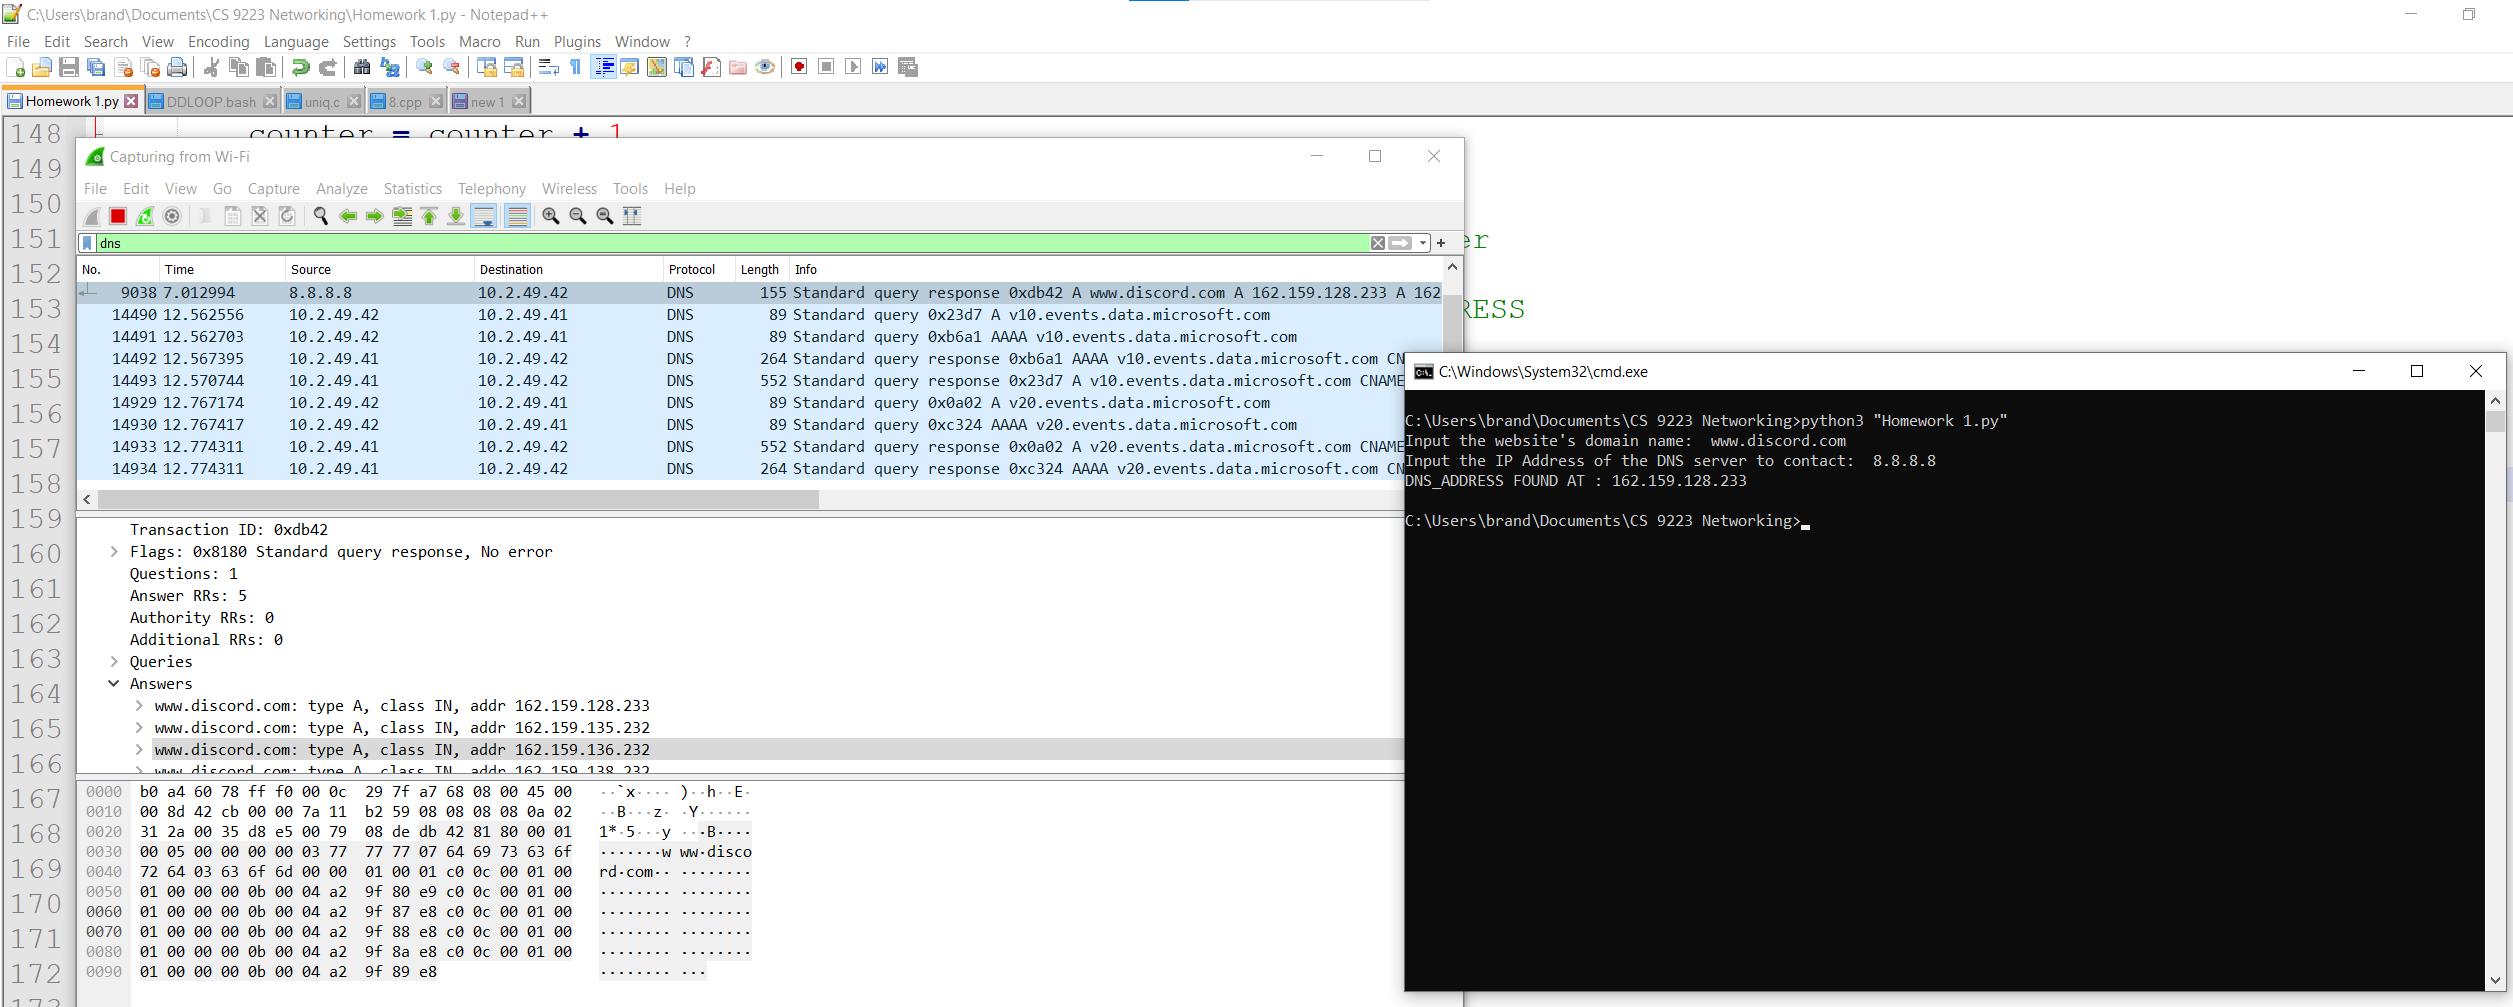 C:\Users\brand\Documents\CS 9223 Networking\Homework 1.py - Notepad++
File Edit Search View Encoding Language Settings Tools Macro Run Plugins Window ?
Homework 1.py DDLOOP.bash uniq.c 8.cpp new 1
148 counter = counter + 1
149
150
151 er
152
153 RESS
154
155
156
157
158
159
160
161
162
163
164
165
166
167
168
169
170
171
172
173
Capturing from Wi-Fi
File Edit View Go Capture Analyze Statistics Telephony Wireless Tools Help
dns
No. Time Source Destination Protocol Length Info
9038 7.012994 8.8.8.8 10.2.49.42 DNS 155 Standard query response 0xdb42 A www.discord.com A 162.159.128.233 A 162
14490 12.562556 10.2.49.42 10.2.49.41 DNS 89 Standard query 0x23d7 A v10.events.data.microsoft.com
14491 12.562703 10.2.49.42 10.2.49.41 DNS 89 Standard query 0xb6a1 AAAA v10.events.data.microsoft.com
14492 12.567395 10.2.49.41 10.2.49.42 DNS 264 Standard query response 0xb6a1 AAAA v10.events.data.microsoft.com CN
14493 12.570744 10.2.49.41 10.2.49.42 DNS 552 Standard query response 0x23d7 A v10.events.data.microsoft.com CNAME
14929 12.767174 10.2.49.42 10.2.49.41 DNS 89 Standard query 0x0a02 A v20.events.data.microsoft.com
14930 12.767417 10.2.49.42 10.2.49.41 DNS 89 Standard query 0xc324 AAAA v20.events.data.microsoft.com
14933 12.774311 10.2.49.41 10.2.49.42 DNS 552 Standard query response 0x0a02 A v20.events.data.microsoft.com CNAME
14934 12.774311 10.2.49.41 10.2.49.42 DNS 264 Standard query response 0xc324 AAAA v20.events.data.microsoft.com CN
Transaction ID: 0xdb42
Flags: 0x8180 Standard query response, No error
Questions: 1
Answer RRs: 5
Authority RRs: 0
Additional RRs: 0
Queries
Answers
www.discord.com: type A, class IN, addr 162.159.128.233
www.discord.com: type A, class IN, addr 162.159.135.232
www.discord.com: type A, class IN, addr 162.159.136.232
www.discord.com: type A, class IN, addr 162.159.138.232
0000 b0 a4 60 78 ff f0 00 0c 29 7f a7 68 08 00 45 00 ··`x···· )··h··E·
0010 00 8d 42 cb 00 00 7a 11 b2 59 08 08 08 08 0a 02 ··B···z· ·Y······
0020 31 2a 00 35 d8 e5 00 79 08 de db 42 81 80 00 01 1*·5···y ···B····
0030 00 05 00 00 00 00 03 77 77 77 07 64 69 73 63 6f ·······w ww·disco
0040 72 64 03 63 6f 6d 00 00 01 00 01 c0 0c 00 01 00 rd·com·· ········
0050 01 00 00 00 0b 00 04 a2 9f 80 e9 c0 0c 00 01 00 ········ ········
0060 01 00 00 00 0b 00 04 a2 9f 87 e8 c0 0c 00 01 00 ········ ········
0070 01 00 00 00 0b 00 04 a2 9f 88 e8 c0 0c 00 01 00 ········ ········
0080 01 00 00 00 0b 00 04 a2 9f 8a e8 c0 0c 00 01 00 ········ ········
0090 01 00 00 00 0b 00 04 a2 9f 89 e8 ········ ···
C:\Windows\System32\cmd.exe
C:\Users\brand\Documents\CS 9223 Networking>python3 "Homework 1.py"
Input the website's domain name:  www.discord.com
Input the IP Address of the DNS server to contact:  8.8.8.8
DNS_ADDRESS FOUND AT : 162.159.128.233
C:\Users\brand\Documents\CS 9223 Networking>